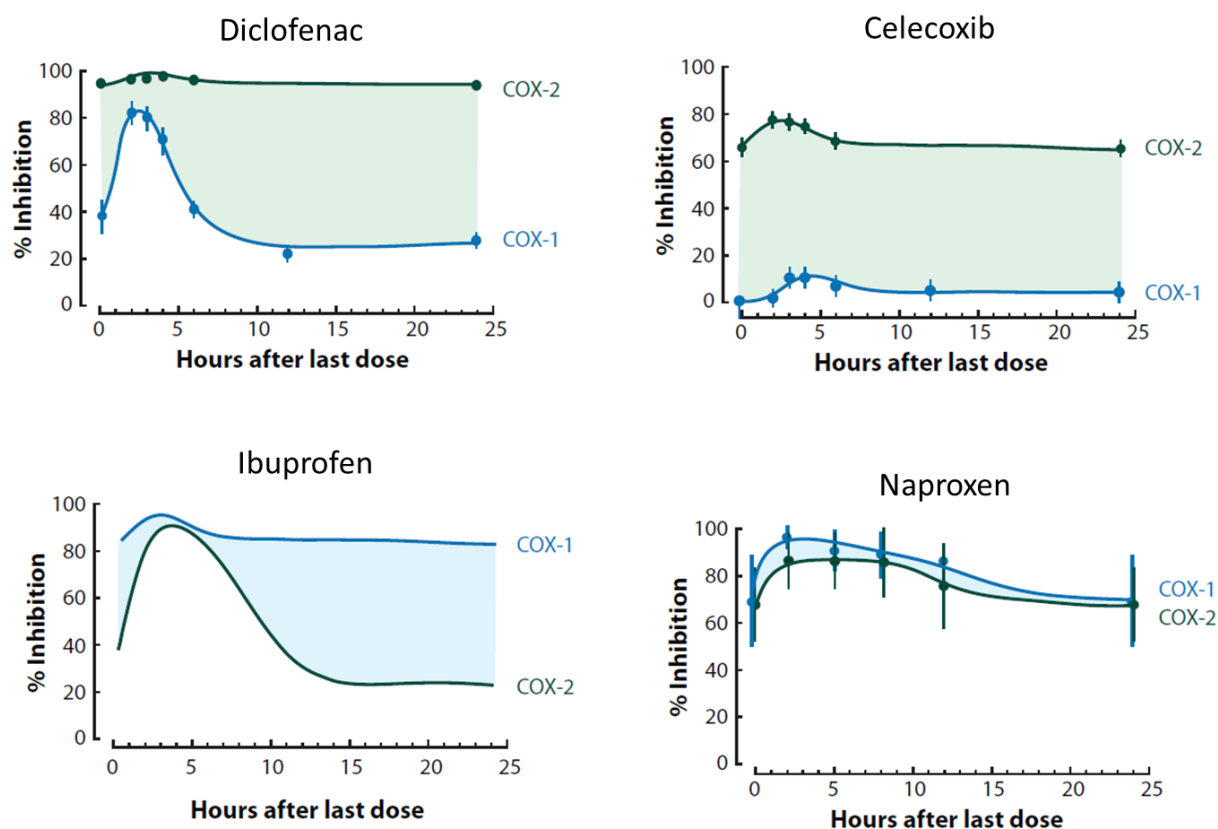 Diclofenac
% Inhibition
100
80
60
40
20
0
COX-2
COX-1
0 5 10 15 20 25
Hours after last dose
Celecoxib
% Inhibition
100
80
60
40
20
0
COX-2
COX-1
0 5 10 15 20 25
Hours after last dose
Ibuprofen
% Inhibition
100
80
60
40
20
0
COX-1
COX-2
0 5 10 15 20 25
Hours after last dose
Naproxen
% Inhibition
100
80
60
40
20
0
COX-1
COX-2
0 5 10 15 20 25
Hours after last dose